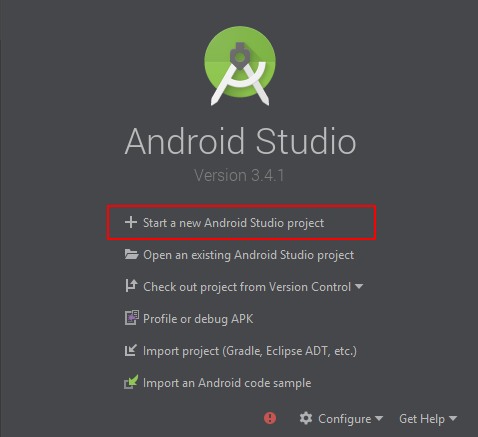 Android Studio
Version 3.4.1
Start a new Android Studio project
Open an existing Android Studio project
Check out project from Version Control
Profile or debug APK
Import project (Gradle, Eclipse ADT, etc.)
Import an Android code sample
Configure Get Help